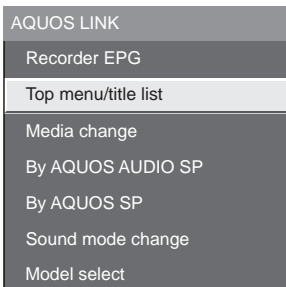 AQUOS LINK
Recorder EPG
Top menu/title list
Media change
By AQUOS AUDIO SP
By AQUOS SP
Sound mode change
Model select